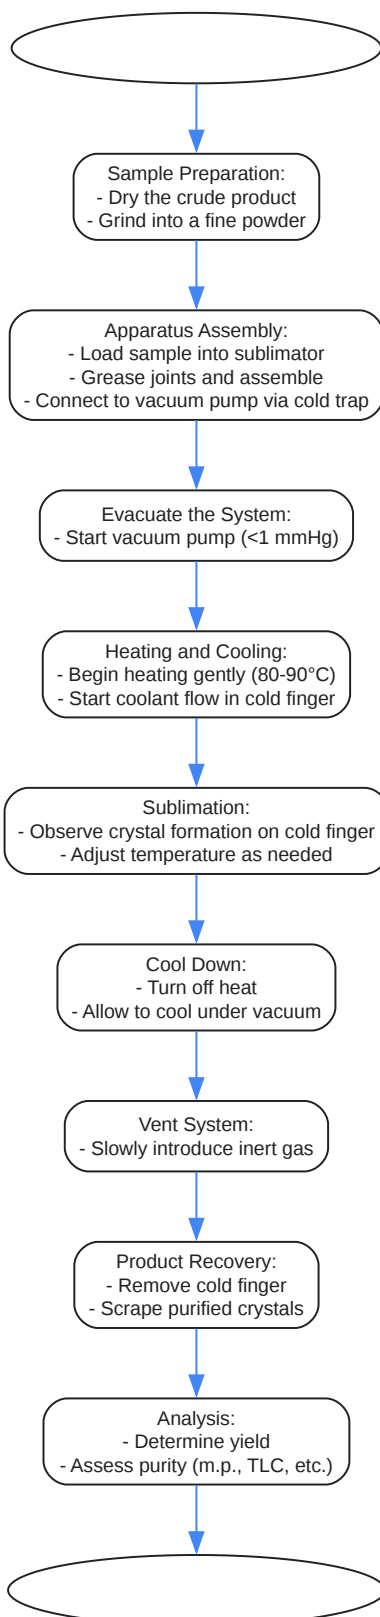 Sample Preparation:
- Dry the crude product
- Grind into a fine powder
Apparatus Assembly:
- Load sample into sublimator
- Grease joints and assemble
- Connect to vacuum pump via cold trap
Evacuate the System:
- Start vacuum pump (<1 mmHg)
Heating and Cooling:
- Begin heating gently (80-90°C)
- Start coolant flow in cold finger
Sublimation:
- Observe crystal formation on cold finger
- Adjust temperature as needed
Cool Down:
- Turn off heat
- Allow to cool under vacuum
Vent System:
- Slowly introduce inert gas
Product Recovery:
- Remove cold finger
- Scrape purified crystals
Analysis:
- Determine yield
- Assess purity (m.p., TLC, etc.)